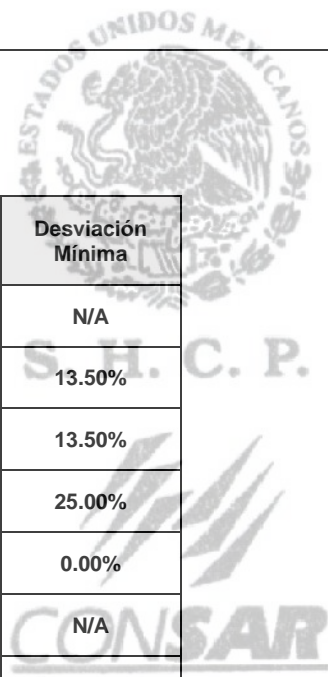 ESTADOS UNIDOS MEXICANOS
Desviación
Mínima
N/A
S. H. C. P.
13.50%
13.50%
25.00%
0.00%
N/A
CONSAR